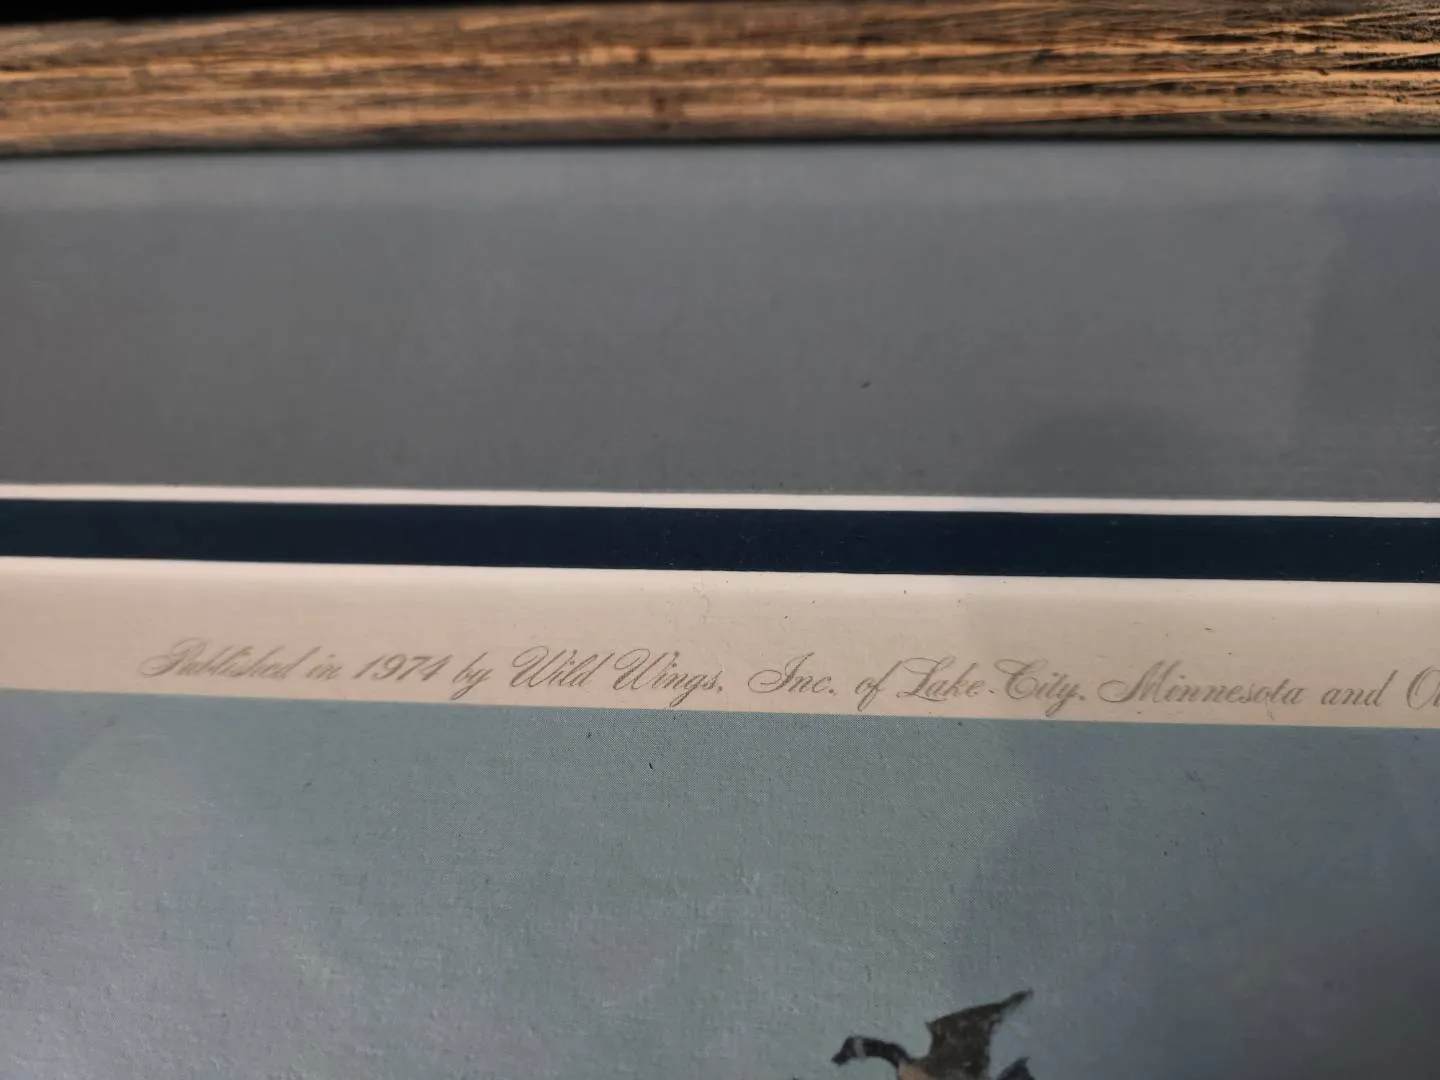 Published in 1974 by Wild Wings, Inc. of Lake City, Minnesota and